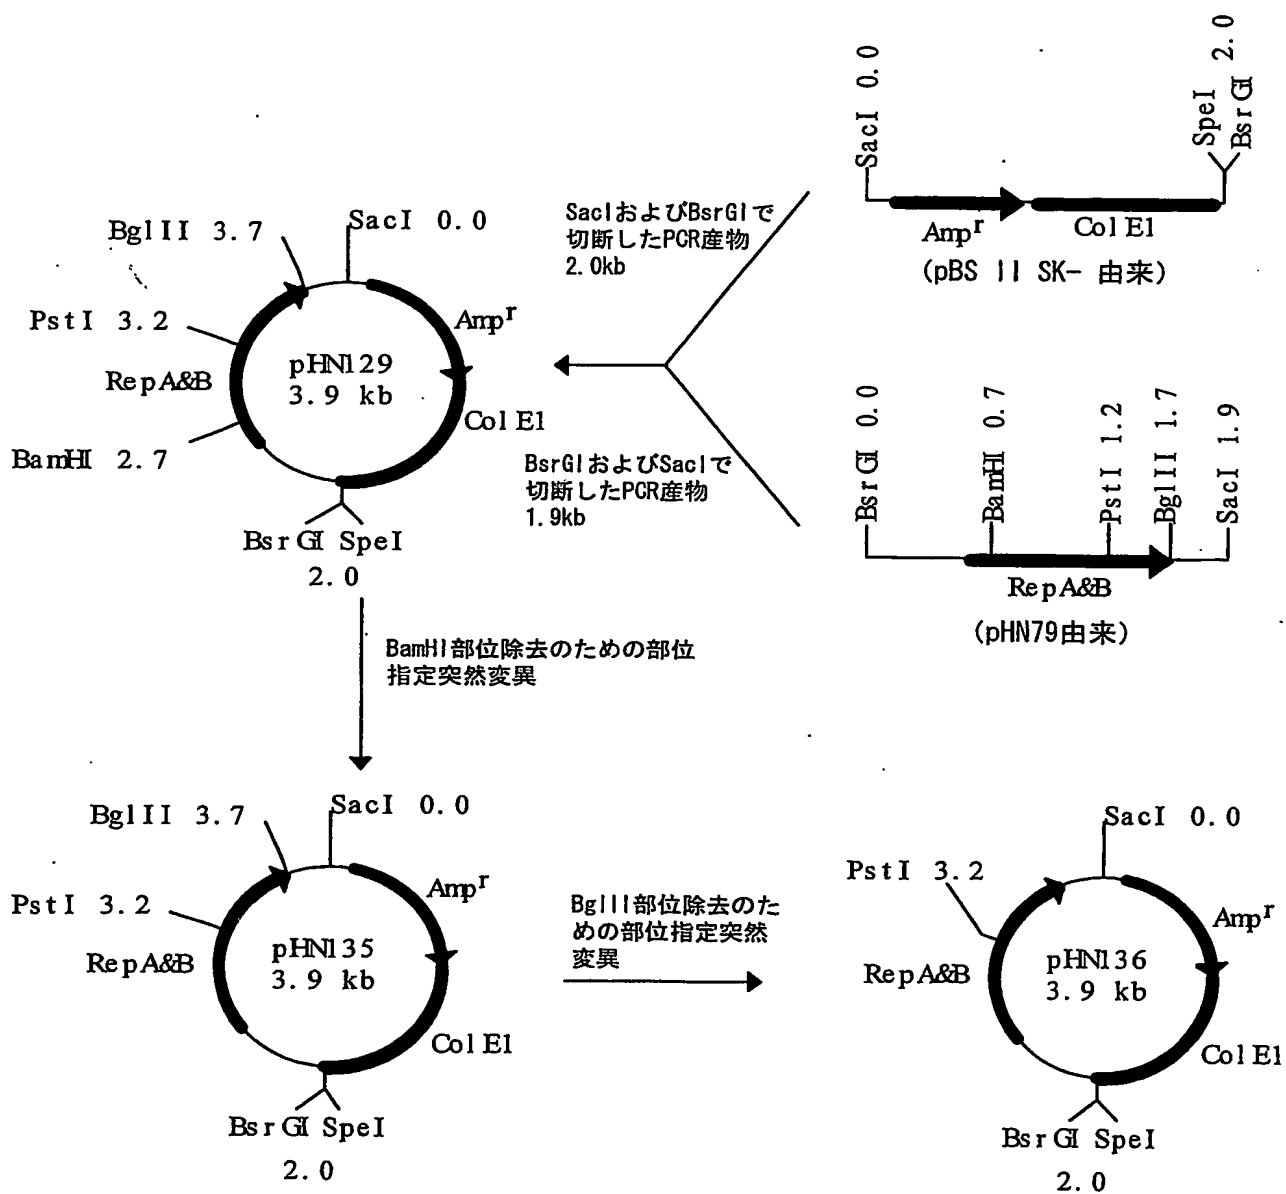 SacI 0.0
SpeI
BsrGI 2.0
Ampʳ
ColE1
(pBS II SK- 由来)
SacIおよびBsrGIで
切断したPCR産物
2.0kb
BglII 3.7
SacI 0.0
PstI 3.2
Ampʳ
pHN129
3.9 kb
RepA&B
ColE1
BamHI 2.7
BsrGI SpeI
2.0
BsrGIおよびSacIで
切断したPCR産物
1.9kb
BsrGI 0.0
BamHI 0.7
PstI 1.2
BglII 1.7
SacI 1.9
RepA&B
(pHN79由来)
BamHI部位除去のための部位
指定突然変異
BglII 3.7
SacI 0.0
PstI 3.2
Ampʳ
pHN135
3.9 kb
RepA&B
ColE1
BsrGI SpeI
2.0
BglII部位除去のた
めの部位指定突然
変異
SacI 0.0
PstI 3.2
Ampʳ
pHN136
3.9 kb
RepA&B
ColE1
BsrGI SpeI
2.0